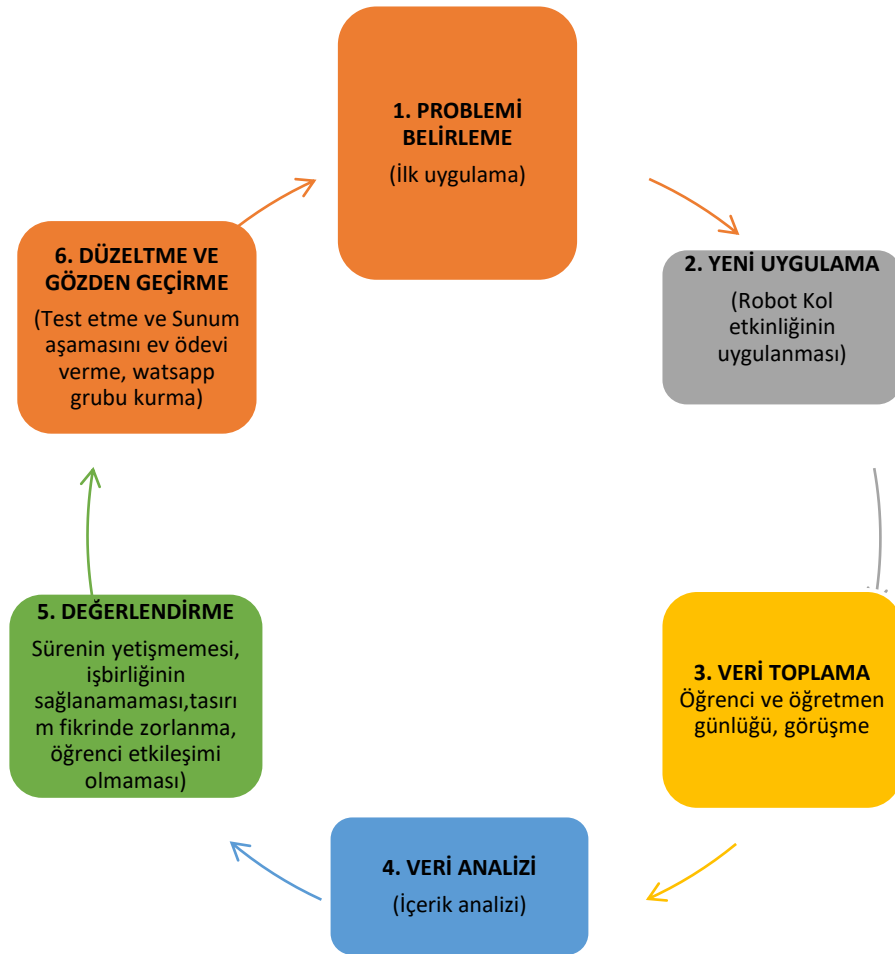 1. PROBLEMİ
BELİRLEME
(İlk uygulama)
2. YENİ UYGULAMA
(Robot Kol
etkinliğinin
uygulanması)
3. VERİ TOPLAMA
Öğrenci ve öğretmen
günlüğü, görüşme
4. VERİ ANALİZİ
(İçerik analizi)
5. DEĞERLENDİRME
Sürenin yetişmemesi,
işbirliğinin
sağlanamaması,tasırı
m fikrinde zorlanma,
öğrenci etkileşimi
olmaması)
6. DÜZELTME VE
GÖZDEN GEÇİRME
(Test etme ve Sunum
aşamasını ev ödevi
verme, watsapp
grubu kurma)